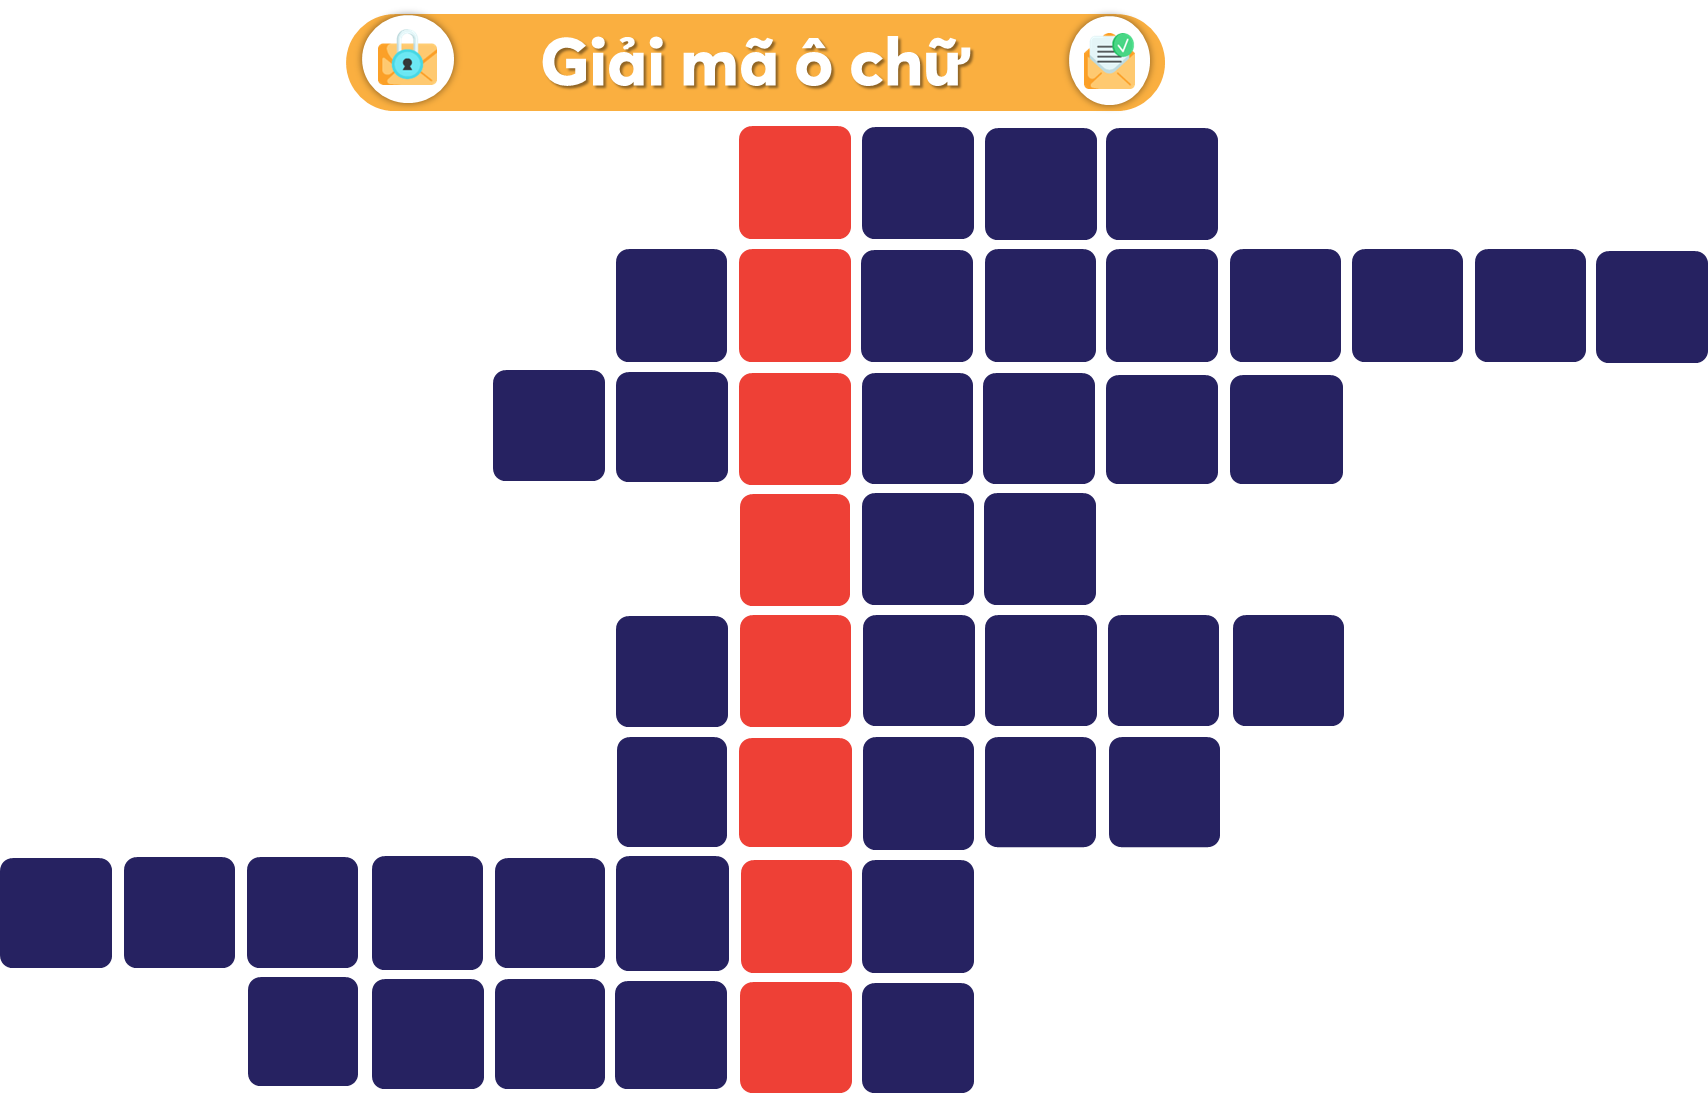 Giải mã ô chữ